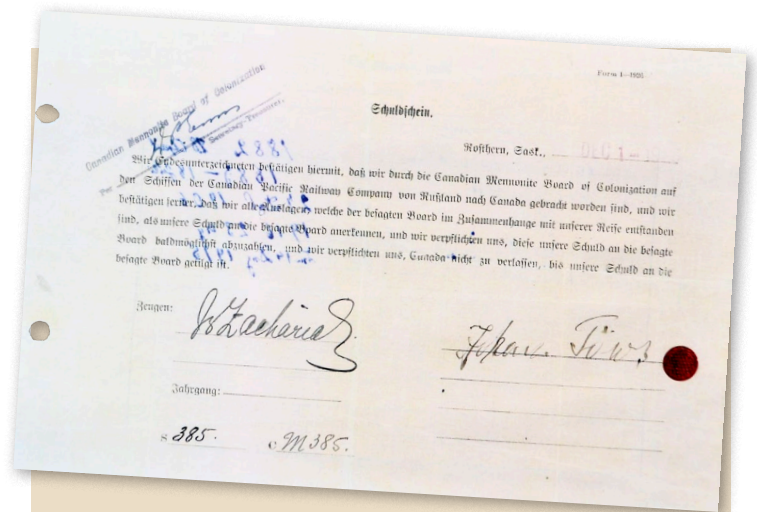 Form 1—1926
Schuldschein.
Canadian Mennonite Board of Colonization
Secretary-Treasurer.
Per
Rosthern, Sask.,
Wir Endesunterzeichneten bestätigen hiermit, daß wir durch die Canadian Mennonite Board of Colonization auf
den Schiffen der Canadian Pacific Railway Company von Rußland nach Canada gebracht worden sind, und wir
bestätigen ferner, daß wir alle Auslagen, welche der besagten Board im Zusammenhange mit unserer Reise entstanden
sind, als unsere Schuld an die besagte Board anerkennen, und wir verpflichten uns, diese unsere Schuld an die besagte
Board baldmöglichst abzuzahlen, und wir verpflichten uns, Canada nicht zu verlassen, bis unsere Schuld an die
besagte Board getilgt ist.
Zeugen:
Zacharias
Johann Töws
Jahrgang:
$ 385.
C M385.